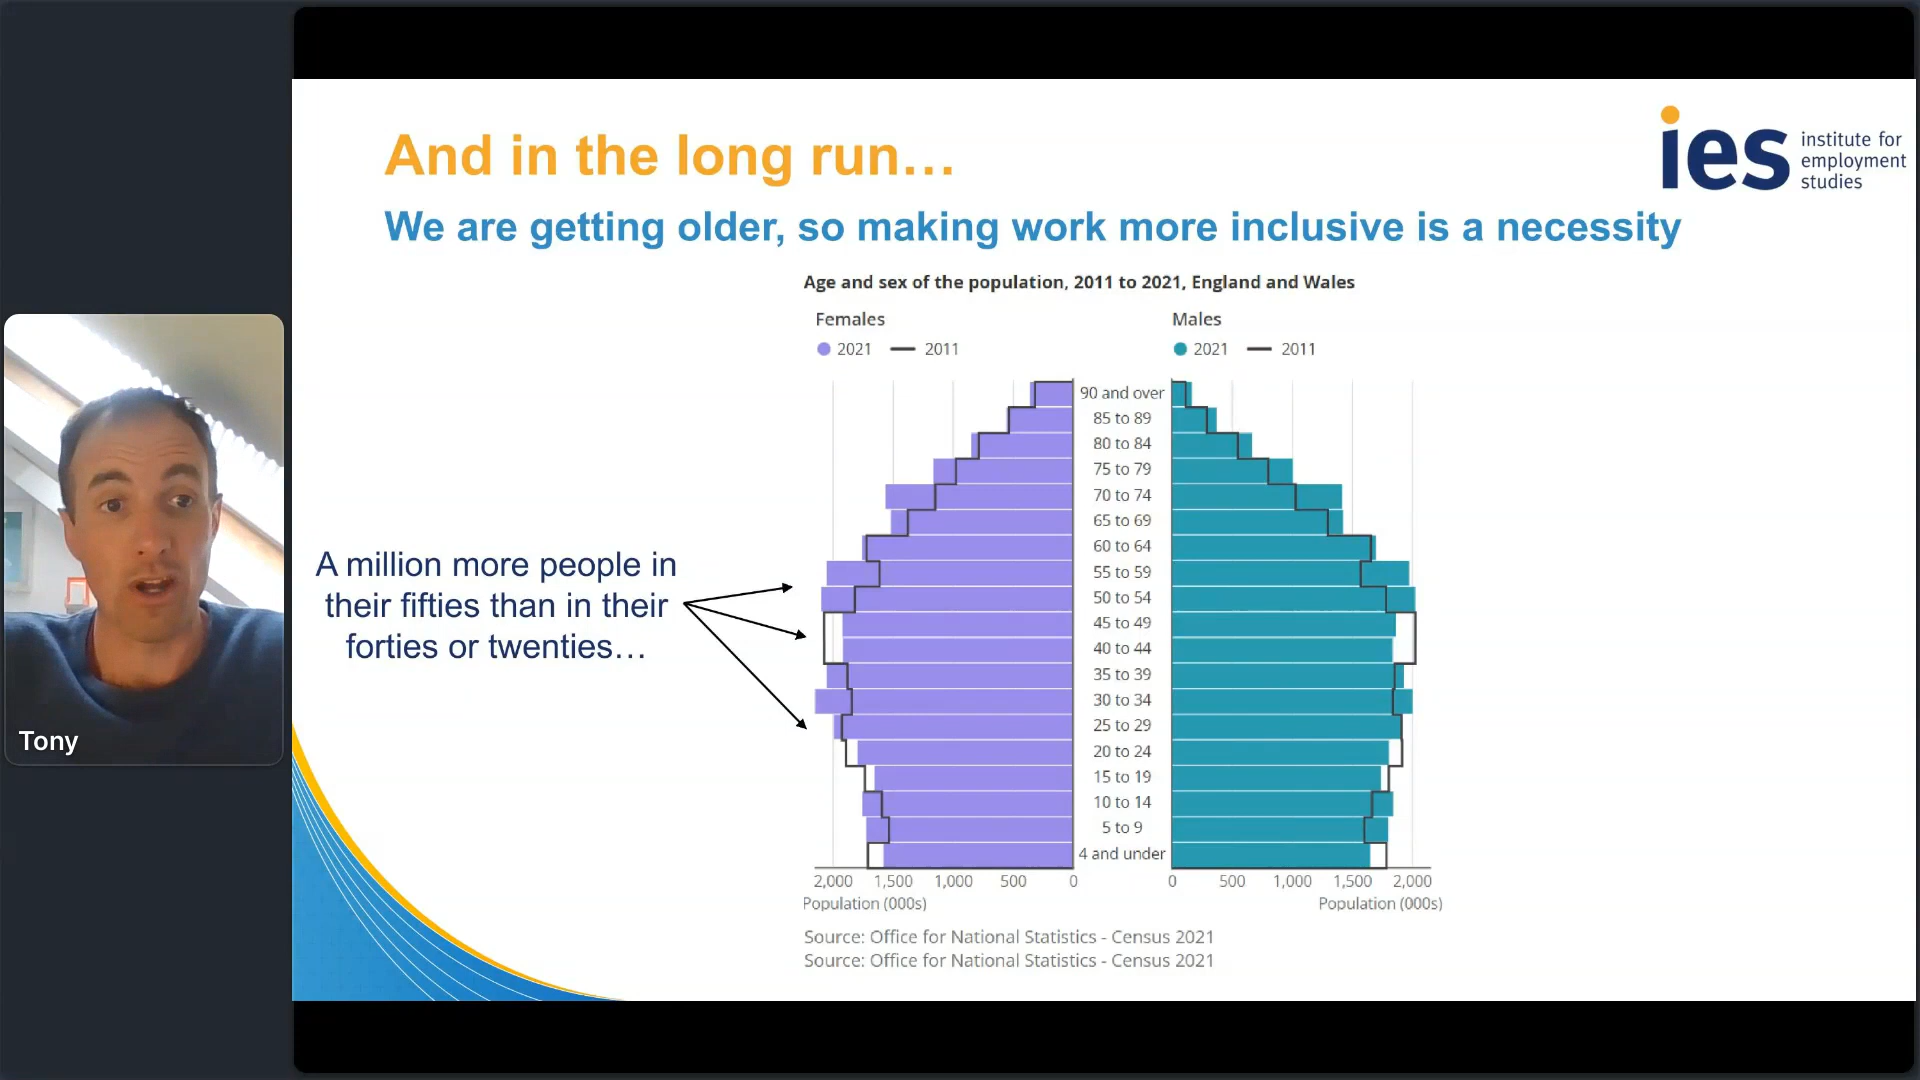 And in the long run…
ies institute for
employment
studies
We are getting older, so making work more inclusive is a necessity
Age and sex of the population, 2011 to 2021, England and Wales
Females
2021 2011
Males
2021 2011
A million more people in
their fifties than in their
forties or twenties…
90 and over
85 to 89
80 to 84
75 to 79
70 to 74
65 to 69
60 to 64
55 to 59
50 to 54
45 to 49
40 to 44
35 to 39
30 to 34
25 to 29
20 to 24
15 to 19
10 to 14
5 to 9
4 and under
2,000 1,500 1,000 500 0
0 500 1,000 1,500 2,000
Population (000s)
Population (000s)
Source: Office for National Statistics - Census 2021
Source: Office for National Statistics - Census 2021
Tony